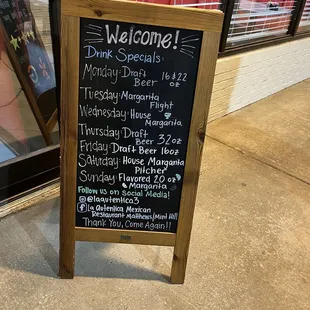 Welcome!
Drink Specials:
Monday: Draft 16 & 22
Beer oz
Tuesday: Margarita
Flight
Wednesday: House
Margarita
Thursday: Draft
Beer 32oz
Friday: Draft Beer 16oz
Saturday: House Margarita
Pitcher
Sunday: Flavored 20 oz
Margarita
Follow us on Social Media!
@laautentica3
La Autentica Mexican
Restaurant Matthews/Mint Hill
Thank You, Come Again!!